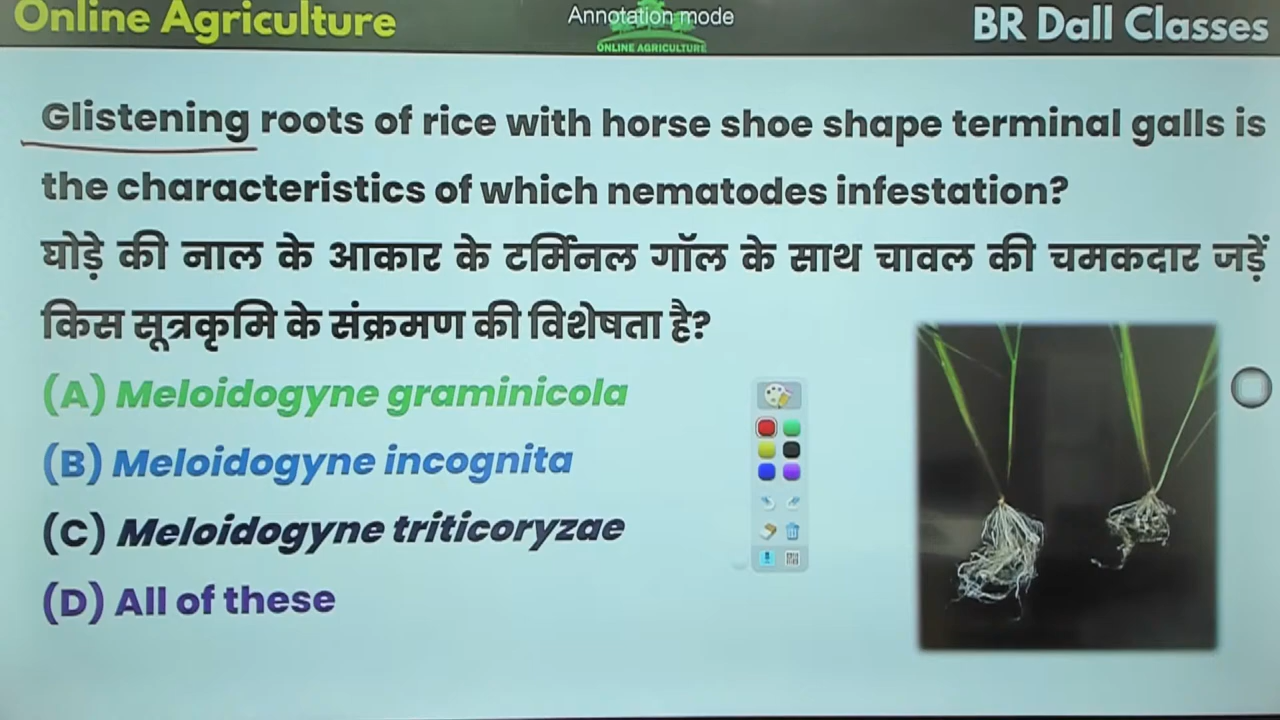 Online Agriculture
Annotation mode
ONLINE AGRICULTURE
BR Dall Classes
Glistening roots of rice with horse shoe shape terminal galls is
the characteristics of which nematodes infestation?
घोड़े की नाल के आकार के टर्मिनल गॉल के साथ चावल की चमकदार जड़ें
किस सूत्रकृमि के संक्रमण की विशेषता है?
(A) Meloidogyne graminicola
(B) Meloidogyne incognita
(C) Meloidogyne triticoryzae
(D) All of these